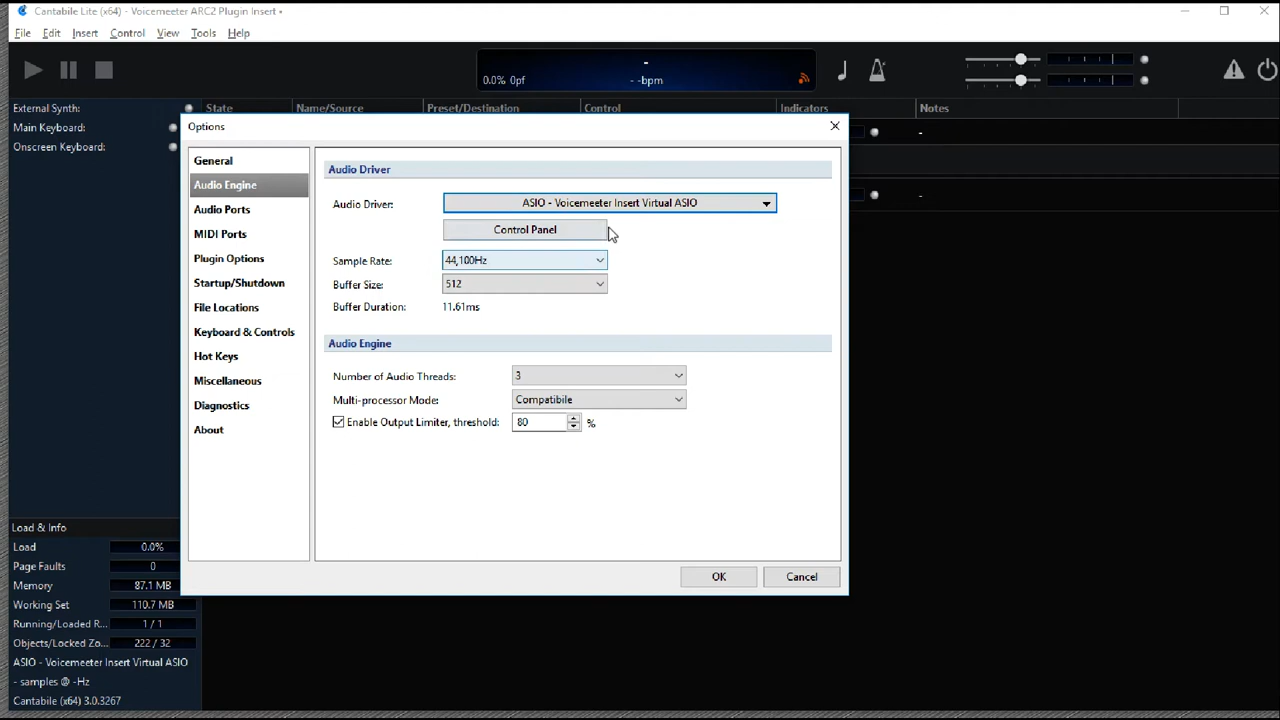 Cantabile Lite (x64) - Voicemeeter ARC2 Plugin Insert •
File Edit Insert Control View Tools Help
-
0.0% 0pf - -bpm
External Synth: State Name/Source Preset/Destination Control Indicators Notes
Main Keyboard:
-
Onscreen Keyboard:
-
Options
General
Audio Engine
Audio Ports
MIDI Ports
Plugin Options
Startup/Shutdown
File Locations
Keyboard & Controls
Hot Keys
Miscellaneous
Diagnostics
About
Audio Driver
Audio Driver: ASIO - Voicemeeter Insert Virtual ASIO
Control Panel
Sample Rate: 44,100Hz
Buffer Size: 512
Buffer Duration: 11.61ms
Audio Engine
Number of Audio Threads: 3
Multi-processor Mode: Compatibile
Enable Output Limiter, threshold: 80 %
OK Cancel
Load & Info
Load 0.0%
Page Faults 0
Memory 87.1 MB
Working Set 110.7 MB
Running/Loaded R... 1 / 1
Objects/Locked Zo... 222 / 32
ASIO - Voicemeeter Insert Virtual ASIO
- samples @ -Hz
Cantabile (x64) 3.0.3267